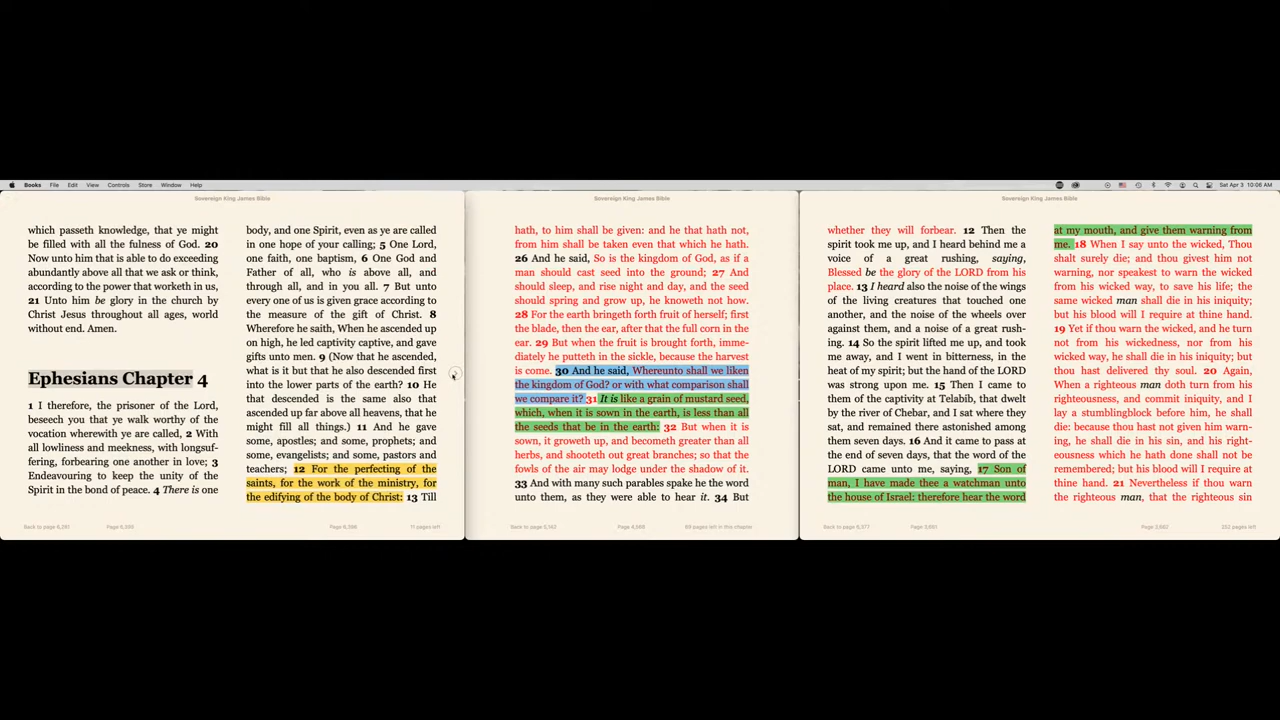 Books File Edit View Controls Store Window Help
Sat Apr 3 10:08 AM
Sovereign King James Bible
which passeth knowledge, that ye might
be filled with all the fulness of God. 20
Now unto him that is able to do exceeding
abundantly above all that we ask or think,
according to the power that worketh in us,
21 Unto him be glory in the church by
Christ Jesus throughout all ages, world
without end. Amen.
Ephesians Chapter 4
1 I therefore, the prisoner of the Lord,
beseech you that ye walk worthy of the
vocation wherewith ye are called, 2 With
all lowliness and meekness, with longsuf-
fering, forbearing one another in love; 3
Endeavouring to keep the unity of the
Spirit in the bond of peace. 4 There is one
body, and one Spirit, even as ye are called
in one hope of your calling; 5 One Lord,
one faith, one baptism, 6 One God and
Father of all, who is above all, and
through all, and in you all. 7 But unto
every one of us is given grace according to
the measure of the gift of Christ. 8
Wherefore he saith, When he ascended up
on high, he led captivity captive, and gave
gifts unto men. 9 (Now that he ascended,
what is it but that he also descended first
into the lower parts of the earth? 10 He
that descended is the same also that
ascended up far above all heavens, that he
might fill all things.) 11 And he gave
some, apostles; and some, prophets; and
some, evangelists; and some, pastors and
teachers; 12 For the perfecting of the
saints, for the work of the ministry, for
the edifying of the body of Christ: 13 Till
11 pages left
Sovereign King James Bible
hath, to him shall be given: and he that hath not,
from him shall be taken even that which he hath.
26 And he said, So is the kingdom of God, as if a
man should cast seed into the ground; 27 And
should sleep, and rise night and day, and the seed
should spring and grow up, he knoweth not how.
28 For the earth bringeth forth fruit of herself; first
the blade, then the ear, after that the full corn in the
ear. 29 But when the fruit is brought forth, imme-
diately he putteth in the sickle, because the harvest
is come. 30 And he said, Whereunto shall we liken
the kingdom of God? or with what comparison shall
we compare it? 31 It is like a grain of mustard seed,
which, when it is sown in the earth, is less than all
the seeds that be in the earth: 32 But when it is
sown, it groweth up, and becometh greater than all
herbs, and shooteth out great branches; so that the
fowls of the air may lodge under the shadow of it.
33 And with many such parables spake he the word
unto them, as they were able to hear it. 34 But
Sovereign King James Bible
whether they will forbear. 12 Then the
spirit took me up, and I heard behind me a
voice of a great rushing, saying,
Blessed be the glory of the LORD from his
place. 13 I heard also the noise of the wings
of the living creatures that touched one
another, and the noise of the wheels over
against them, and a noise of a great rush-
ing. 14 So the spirit lifted me up, and took
me away, and I went in bitterness, in the
heat of my spirit; but the hand of the LORD
was strong upon me. 15 Then I came to
them of the captivity at Telabib, that dwelt
by the river of Chebar, and I sat where they
sat, and remained there astonished among
them seven days. 16 And it came to pass at
the end of seven days, that the word of the
LORD came unto me, saying, 17 Son of
man, I have made thee a watchman unto
the house of Israel: therefore hear the word
at my mouth, and give them warning from
me. 18 When I say unto the wicked, Thou
shalt surely die; and thou givest him not
warning, nor speakest to warn the wicked
from his wicked way, to save his life; the
same wicked man shall die in his iniquity;
but his blood will I require at thine hand.
19 Yet if thou warn the wicked, and he turn
not from his wickedness, nor from his
wicked way, he shall die in his iniquity; but
thou hast delivered thy soul. 20 Again,
When a righteous man doth turn from his
righteousness, and commit iniquity, and I
lay a stumblingblock before him, he shall
die: because thou hast not given him warn-
ing, he shall die in his sin, and his right-
eousness which he hath done shall not be
remembered; but his blood will I require at
thine hand. 21 Nevertheless if thou warn
the righteous man, that the righteous sin